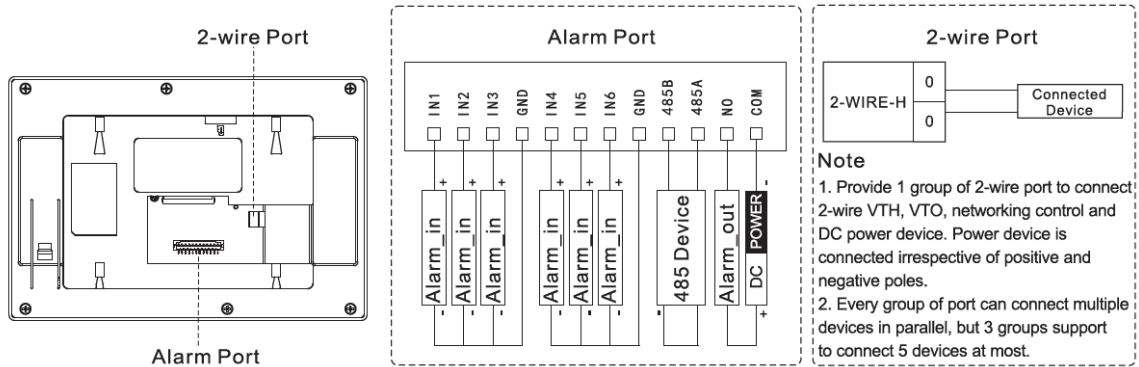 2-wire Port
Alarm Port
Alarm Port
IN1
IN2
IN3
GND
IN4
IN5
IN6
GND
485B
485A
NO
COM
+
+
+
+
+
+
-
Alarm_in
Alarm_in
Alarm_in
Alarm_in
Alarm_in
Alarm_in
485 Device
Alarm_out
DC POWER
-
-
-
-
-
-
-
+
2-wire Port
2-WIRE-H
0
0
Connected
Device
Note
1. Provide 1 group of 2-wire port to connect
2-wire VTH, VTO, networking control and
DC power device. Power device is
connected irrespective of positive and
negative poles.
2. Every group of port can connect multiple
devices in parallel, but 3 groups support
to connect 5 devices at most.